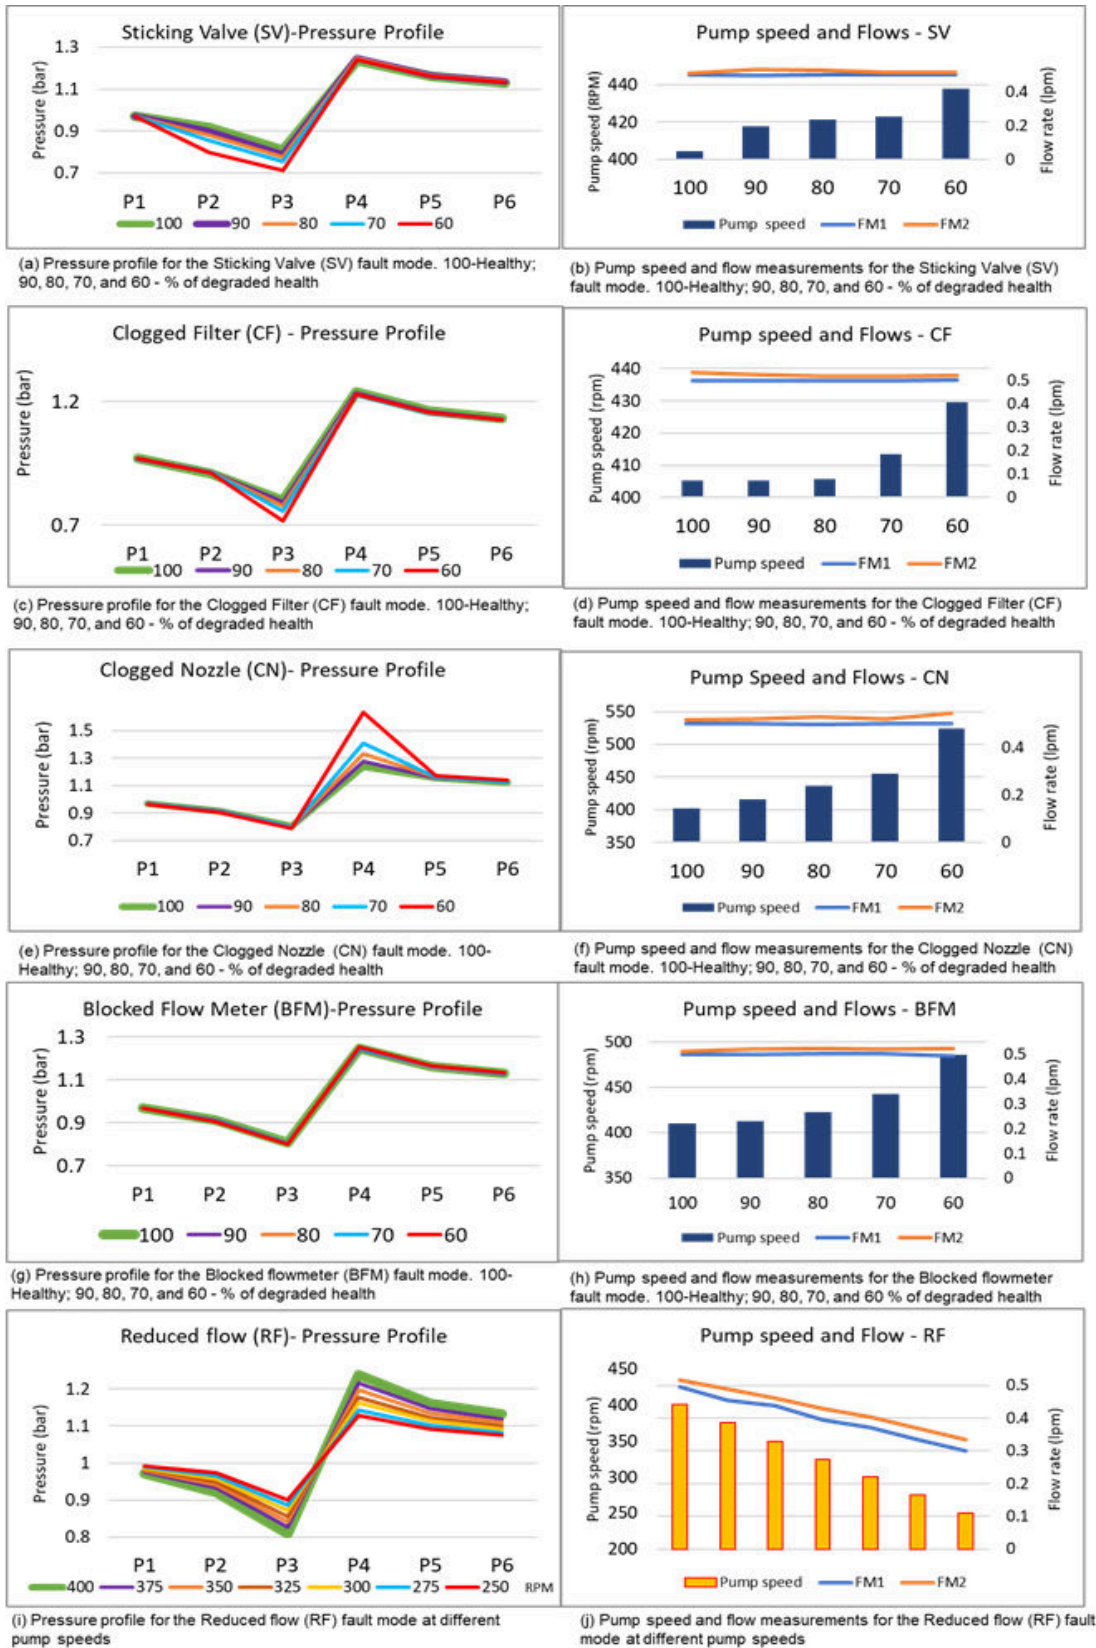 Sticking Valve (SV)-Pressure Profile
Pressure (bar)
1.3
1.1
0.9
0.7
P1 P2 P3 P4 P5 P6
100 90 80 70 60
(a) Pressure profile for the Sticking Valve (SV) fault mode. 100-Healthy;
90, 80, 70, and 60 - % of degraded health
Pump speed and Flows - SV
Pump speed (RPM)
440
420
400
0.4
0.2
0
Flow rate (lpm)
100 90 80 70 60
Pump speed FM1 FM2
(b) Pump speed and flow measurements for the Sticking Valve (SV)
fault mode. 100-Healthy; 90, 80, 70, and 60 - % of degraded health
Clogged Filter (CF) - Pressure Profile
Pressure (bar)
1.2
0.7
P1 P2 P3 P4 P5 P6
100 90 80 70 60
(c) Pressure profile for the Clogged Filter (CF) fault mode. 100-Healthy;
90, 80, 70, and 60 - % of degraded health
Pump speed and Flows - CF
Pump speed (rpm)
440
430
420
410
400
0.5
0.4
0.3
0.2
0.1
0
Flow rate (lpm)
100 90 80 70 60
Pump speed FM1 FM2
(d) Pump speed and flow measurements for the Clogged Filter (CF)
fault mode. 100-Healthy; 90, 80, 70, and 60 - % of degraded health
Clogged Nozzle (CN)- Pressure Profile
Pressure (bar)
1.5
1.3
1.1
0.9
0.7
P1 P2 P3 P4 P5 P6
100 90 80 70 60
(e) Pressure profile for the Clogged Nozzle (CN) fault mode. 100-
Healthy; 90, 80, 70, and 60 - % of degraded health
Pump Speed and Flows - CN
Pump speed (rpm)
550
500
450
400
350
0.4
0.2
0
Flow rate (lpm)
100 90 80 70 60
Pump speed FM1 FM2
(f) Pump speed and flow measurements for the Clogged Nozzle (CN)
fault mode. 100-Healthy; 90, 80, 70, and 60 - % of degraded health
Blocked Flow Meter (BFM)-Pressure Profile
Pressure (bar)
1.3
1.1
0.9
0.7
P1 P2 P3 P4 P5 P6
100 90 80 70 60
(g) Pressure profile for the Blocked flowmeter (BFM) fault mode. 100-
Healthy; 90, 80, 70, and 60 - % of degraded health
Pump speed and Flows - BFM
Pump speed (rpm)
500
450
400
350
0.5
0.4
0.3
0.2
0.1
0
Flow rate (lpm)
100 90 80 70 60
Pump speed FM1 FM2
(h) Pump speed and flow measurements for the Blocked flowmeter
fault mode. 100-Healthy; 90, 80, 70, and 60 % of degraded health
Reduced flow (RF)- Pressure Profile
Pressure (bar)
1.2
1.1
1
0.9
0.8
P1 P2 P3 P4 P5 P6
400 375 350 325 300 275 250 RPM
(i) Pressure profile for the Reduced flow (RF) fault mode at different
pump speeds
Pump speed and Flow - RF
Pump speed (rpm)
450
400
350
300
250
200
0.5
0.4
0.3
0.2
0.1
0
Flow rate (lpm)
Pump speed FM1 FM2
(j) Pump speed and flow measurements for the Reduced flow (RF) fault
mode at different pump speeds